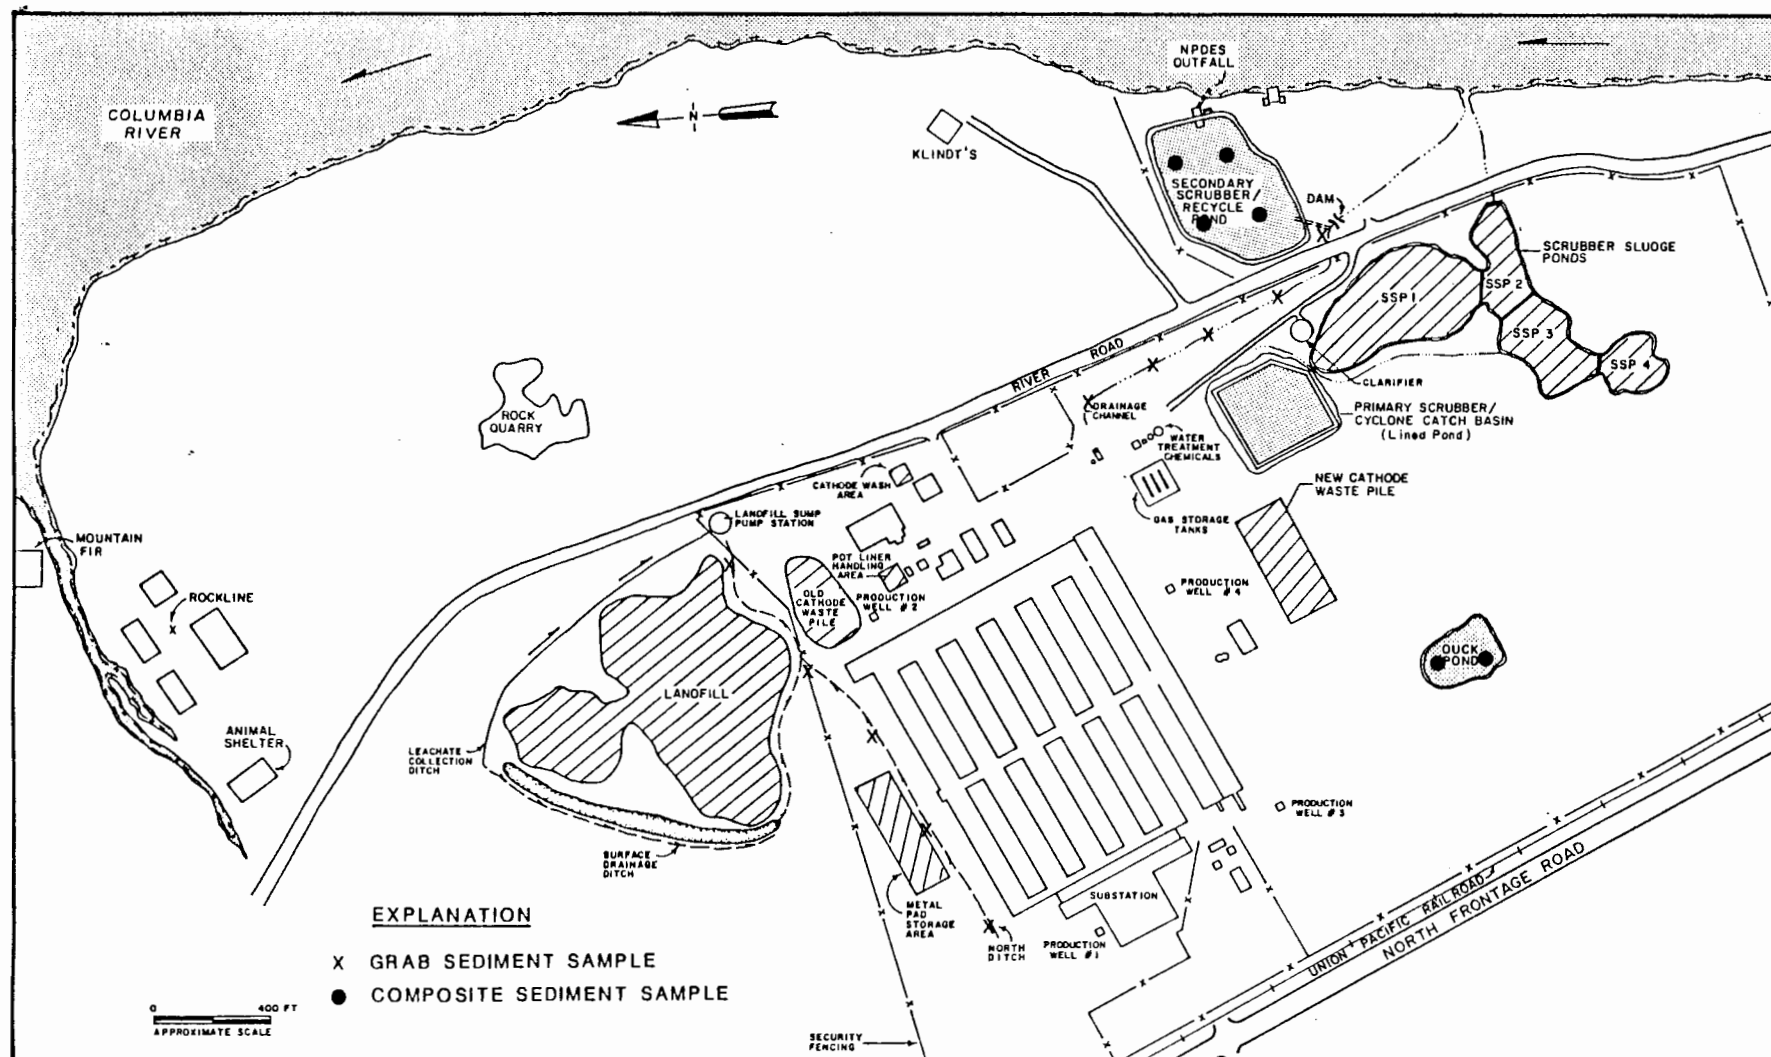 NPDES
OUTFALL
COLUMBIA
RIVER
N
KLINDT'S
SECONDARY
SCRUBBER/
RECYCLE
POND
DAM
SCRUBBER SLUDGE
PONDS
SSP 1
SSP 2
SSP 3
SSP 4
RIVER ROAD
CLARIFIER
DRAINAGE
CHANNEL
PRIMARY SCRUBBER/
CYCLONE CATCH BASIN
(Lined Pond)
ROCK
QUARRY
WATER
TREATMENT
CHEMICALS
CATHODE WASH
AREA
NEW CATHODE
WASTE PILE
LANDFILL SUMP
PUMP STATION
GAS STORAGE
TANKS
MOUNTAIN
FIR
POT LINER
HANDLING
AREA
ROCKLINE
OLD
CATHODE
WASTE
PILE
PRODUCTION
WELL # 2
PRODUCTION
WELL # 4
DUCK
POND
LANDFILL
ANIMAL
SHELTER
LEACHATE
COLLECTION
DITCH
PRODUCTION
WELL # 3
SURFACE
DRAINAGE
DITCH
SUBSTATION
METAL
PAD
STORAGE
AREA
NORTH
DITCH
PRODUCTION
WELL # 1
UNION PACIFIC RAILROAD
NORTH FRONTAGE ROAD
EXPLANATION
X GRAB SEDIMENT SAMPLE
● COMPOSITE SEDIMENT SAMPLE
0 400 FT
APPROXIMATE SCALE
SECURITY
FENCING